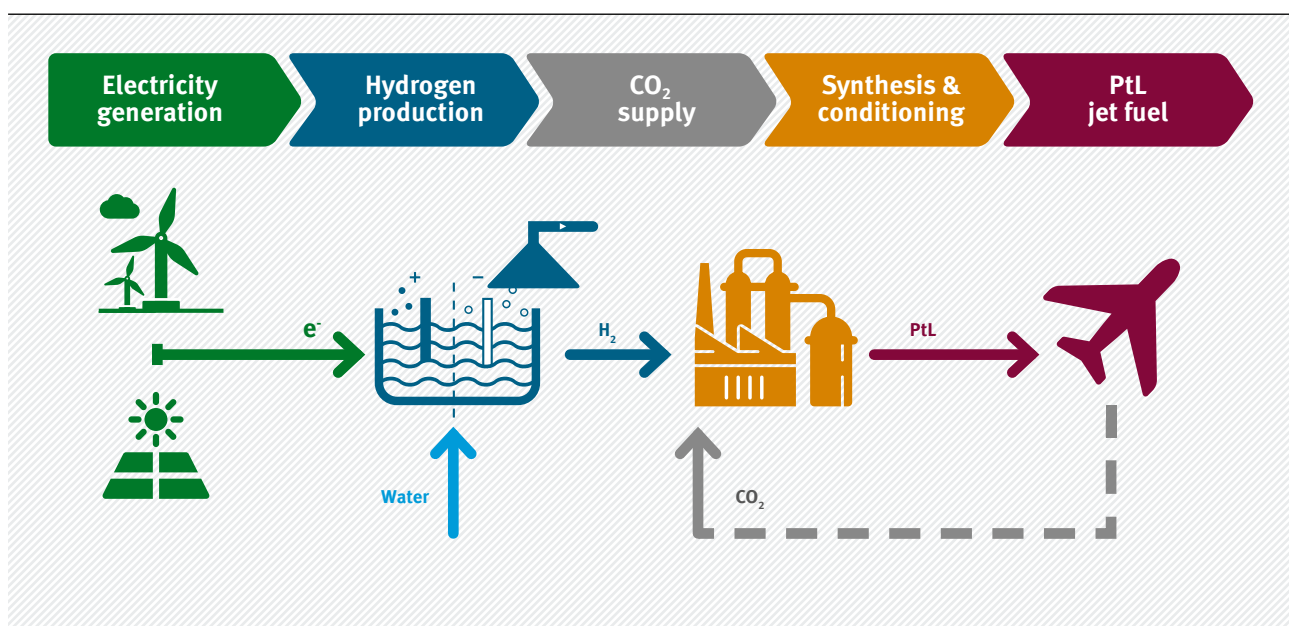 Electricity
generation
Hydrogen
production
CO₂
supply
Synthesis &
conditioning
PtL
jet fuel
+
−
e⁻
H₂
PtL
Water
CO₂